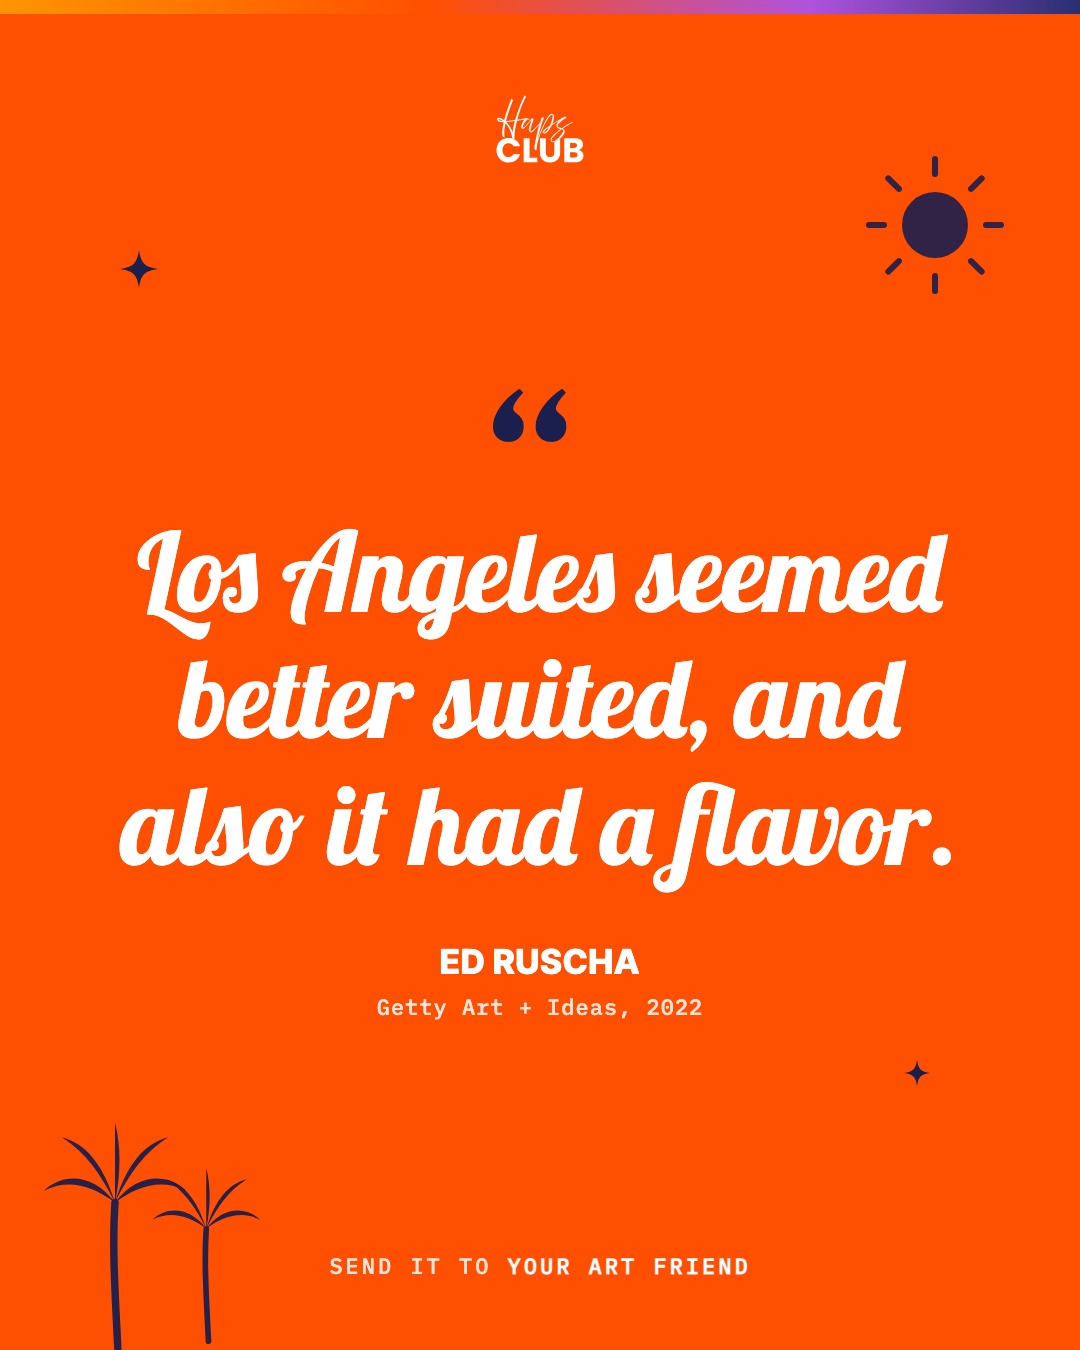 Haps
CLUB
“
Los Angeles seemed
better suited, and
also it had a flavor.
ED RUSCHA
Getty Art + Ideas, 2022
SEND IT TO YOUR ART FRIEND